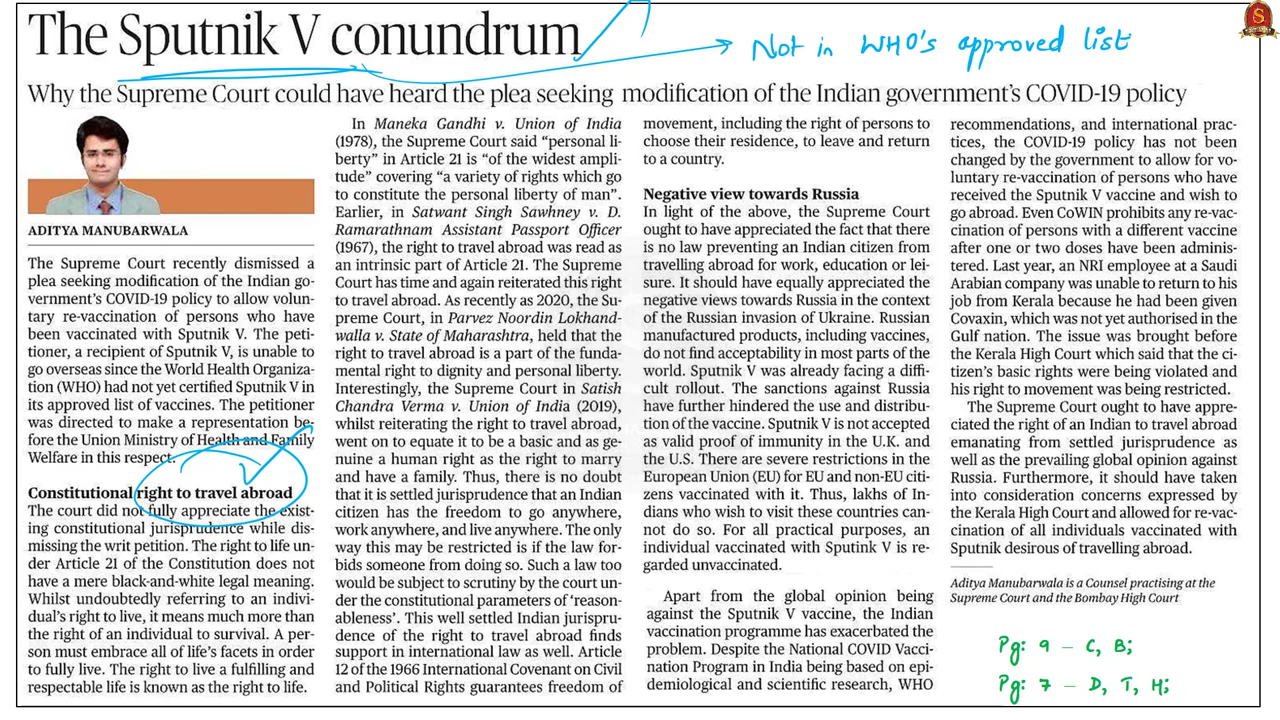 The Sputnik V conundrum
Not in WHO's approved list
Why the Supreme Court could have heard the plea seeking modification of the Indian government's COVID-19 policy
ADITYA MANUBARWALA
The Supreme Court recently dismissed a
plea seeking modification of the Indian go-
vernment's COVID-19 policy to allow volun-
tary re-vaccination of persons who have
been vaccinated with Sputnik V. The peti-
tioner, a recipient of Sputnik V, is unable to
go overseas since the World Health Organiza-
tion (WHO) had not yet certified Sputnik V in
its approved list of vaccines. The petitioner
was directed to make a representation be-
fore the Union Ministry of Health and Family
Welfare in this respect.
Constitutional right to travel abroad
The court did not fully appreciate the exist-
ing constitutional jurisprudence while dis-
missing the writ petition. The right to life un-
der Article 21 of the Constitution does not
have a mere black-and-white legal meaning.
Whilst undoubtedly referring to an indivi-
dual's right to live, it means much more than
the right of an individual to survival. A per-
son must embrace all of life's facets in order
to fully live. The right to live a fulfilling and
respectable life is known as the right to life.
In Maneka Gandhi v. Union of India
(1978), the Supreme Court said "personal li-
berty" in Article 21 is "of the widest ampli-
tude" covering "a variety of rights which go
to constitute the personal liberty of man".
Earlier, in Satwant Singh Sawhney v. D.
Ramarathnam Assistant Passport Officer
(1967), the right to travel abroad was read as
an intrinsic part of Article 21. The Supreme
Court has time and again reiterated this right
to travel abroad. As recently as 2020, the Su-
preme Court, in Parvez Noordin Lokhand-
walla v. State of Maharashtra, held that the
right to travel abroad is a part of the funda-
mental right to dignity and personal liberty.
Interestingly, the Supreme Court in Satish
Chandra Verma v. Union of India (2019),
whilst reiterating the right to travel abroad,
went on to equate it to be a basic and as ge-
nuine a human right as the right to marry
and have a family. Thus, there is no doubt
that it is settled jurisprudence that an Indian
citizen has the freedom to go anywhere,
work anywhere, and live anywhere. The only
way this may be restricted is if the law for-
bids someone from doing so. Such a law too
would be subject to scrutiny by the court un-
der the constitutional parameters of 'reason-
ableness'. This well settled Indian jurispru-
dence of the right to travel abroad finds
support in international law as well. Article
12 of the 1966 International Covenant on Civil
and Political Rights guarantees freedom of
movement, including the right of persons to
choose their residence, to leave and return
to a country.
Negative view towards Russia
In light of the above, the Supreme Court
ought to have appreciated the fact that there
is no law preventing an Indian citizen from
travelling abroad for work, education or lei-
sure. It should have equally appreciated the
negative views towards Russia in the context
of the Russian invasion of Ukraine. Russian
manufactured products, including vaccines,
do not find acceptability in most parts of the
world. Sputnik V was already facing a diffi-
cult rollout. The sanctions against Russia
have further hindered the use and distribu-
tion of the vaccine. Sputnik V is not accepted
as valid proof of immunity in the U.K. and
the U.S. There are severe restrictions in the
European Union (EU) for EU and non-EU citi-
zens vaccinated with it. Thus, lakhs of In-
dians who wish to visit these countries can-
not do so. For all practical purposes, an
individual vaccinated with Sputink V is re-
garded unvaccinated.
Apart from the global opinion being
against the Sputnik V vaccine, the Indian
vaccination programme has exacerbated the
problem. Despite the National COVID Vacci-
nation Program in India being based on epi-
demiological and scientific research, WHO
recommendations, and international prac-
tices, the COVID-19 policy has not been
changed by the government to allow for vo-
luntary re-vaccination of persons who have
received the Sputnik V vaccine and wish to
go abroad. Even CoWIN prohibits any re-vac-
cination of persons with a different vaccine
after one or two doses have been adminis-
tered. Last year, an NRI employee at a Saudi
Arabian company was unable to return to his
job from Kerala because he had been given
Covaxin, which was not yet authorised in the
Gulf nation. The issue was brought before
the Kerala High Court which said that the ci-
tizen's basic rights were being violated and
his right to movement was being restricted.
The Supreme Court ought to have appre-
ciated the right of an Indian to travel abroad
emanating from settled jurisprudence as
well as the prevailing global opinion against
Russia. Furthermore, it should have taken
into consideration concerns expressed by
the Kerala High Court and allowed for re-vac-
cination of all individuals vaccinated with
Sputnik desirous of travelling abroad.
Aditya Manubarwala is a Counsel practising at the
Supreme Court and the Bombay High Court
Pg: 9 – C, B;
Pg: 7 – D, T, H;